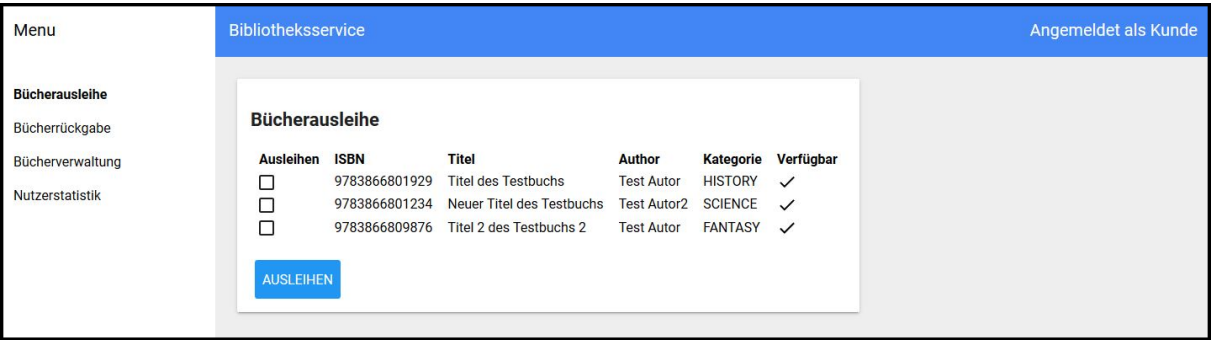 Menu
Bibliotheksservice
Angemeldet als Kunde
Bücherausleihe
Bücherrückgabe
Bücherverwaltung
Nutzerstatistik
Bücherausleihe
Ausleihen ISBN Titel Author Kategorie Verfügbar
9783866801929 Titel des Testbuchs Test Autor HISTORY
9783866801234 Neuer Titel des Testbuchs Test Autor2 SCIENCE
9783866809876 Titel 2 des Testbuchs 2 Test Autor FANTASY
AUSLEIHEN